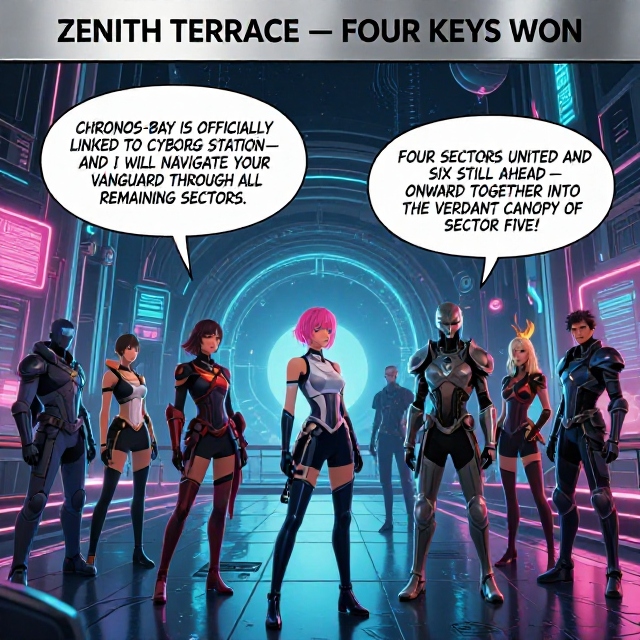 ZENITH TERRACE — FOUR KEYS WON
CHRONOS-BAY IS OFFICIALLY
LINKED TO CYBORG STATION—
AND I WILL NAVIGATE YOUR
VANGUARD THROUGH ALL
REMAINING SECTORS.
FOUR SECTORS UNITED AND
SIX STILL AHEAD—
ONWARD TOGETHER INTO
THE VERDANT CANOPY OF
SECTOR FIVE!